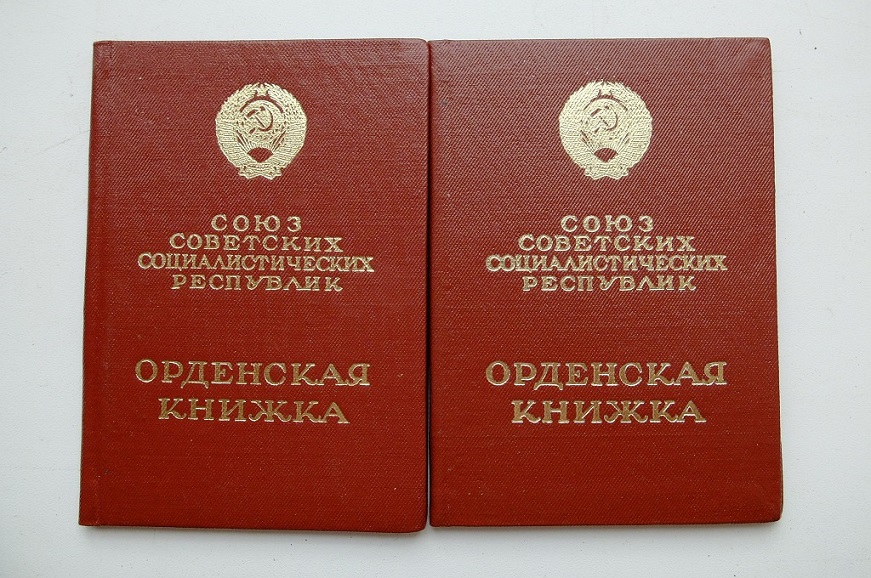 СОЮЗ
СОВЕТСКИХ
СОЦИАЛИСТИЧЕСКИХ
РЕСПУБЛИК
ОРДЕНСКАЯ
КНИЖКА
СОЮЗ
СОВЕТСКИХ
СОЦИАЛИСТИЧЕСКИХ
РЕСПУБЛИК
ОРДЕНСКАЯ
КНИЖКА